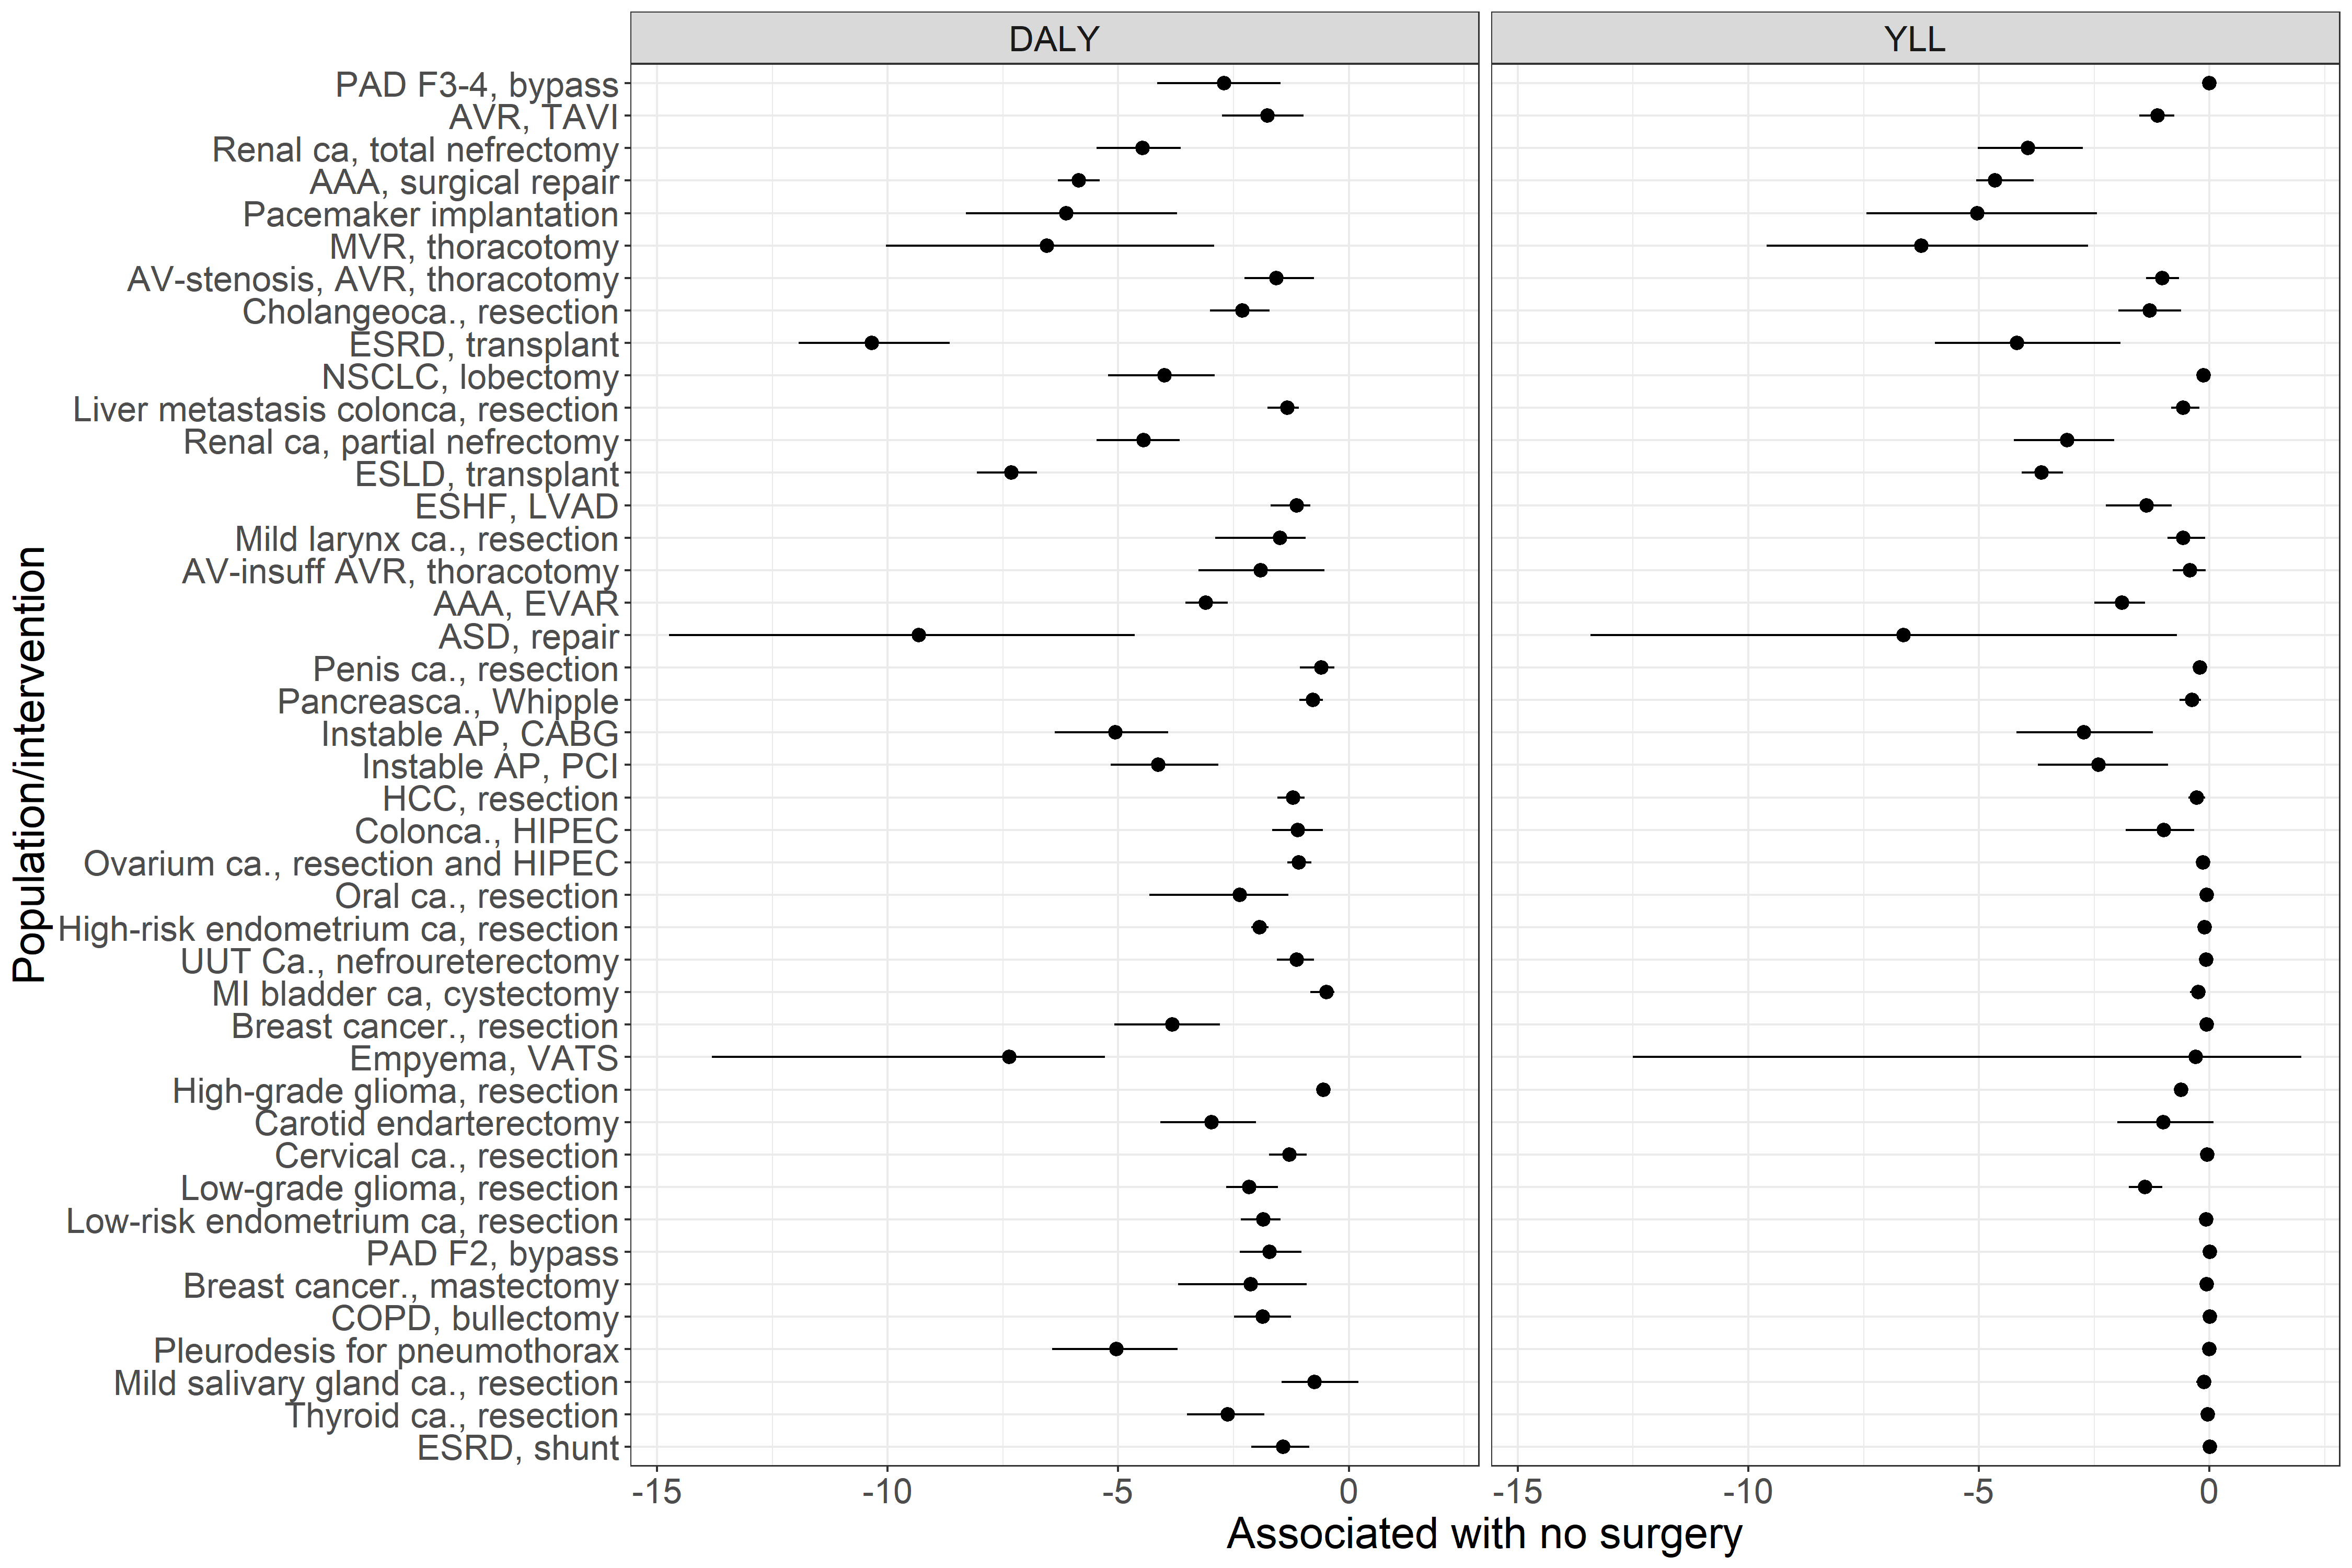 DALY
YLL
PAD F3-4, bypass
AVR, TAVI
Renal ca, total nefrectomy
AAA, surgical repair
Pacemaker implantation
MVR, thoracotomy
AV-stenosis, AVR, thoracotomy
Cholangeoca., resection
ESRD, transplant
NSCLC, lobectomy
Liver metastasis colonca, resection
Renal ca, partial nefrectomy
ESLD, transplant
ESHF, LVAD
Mild larynx ca., resection
AV-insuff AVR, thoracotomy
AAA, EVAR
ASD, repair
Penis ca., resection
Pancreasca., Whipple
Instable AP, CABG
Instable AP, PCI
HCC, resection
Colonca., HIPEC
Ovarium ca., resection and HIPEC
Oral ca., resection
High-risk endometrium ca, resection
UUT Ca., nefroureterectomy
MI bladder ca, cystectomy
Breast cancer., resection
Empyema, VATS
High-grade glioma, resection
Carotid endarterectomy
Cervical ca., resection
Low-grade glioma, resection
Low-risk endometrium ca, resection
PAD F2, bypass
Breast cancer., mastectomy
COPD, bullectomy
Pleurodesis for pneumothorax
Mild salivary gland ca., resection
Thyroid ca., resection
ESRD, shunt
Population/intervention
-15 -10 -5 0
-15 -10 -5 0
Associated with no surgery